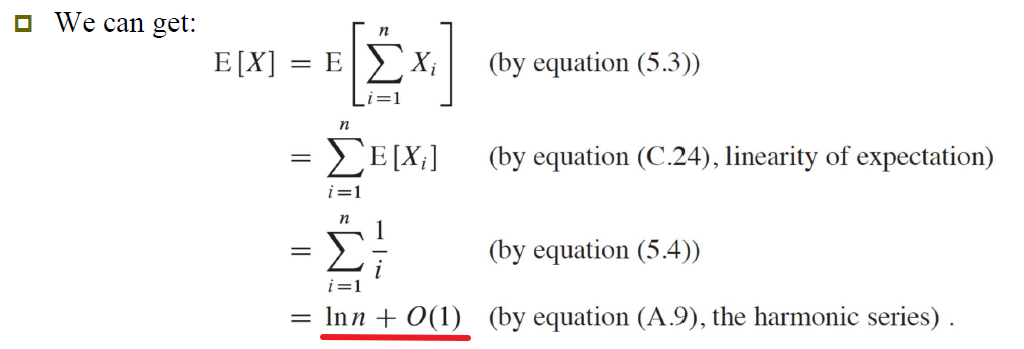 We can get:
E[X] = E[∑_{i=1}^{n} X_i] (by equation (5.3))
= ∑_{i=1}^{n} E[X_i] (by equation (C.24), linearity of expectation)
= ∑_{i=1}^{n} 1/i (by equation (5.4))
= ln n + O(1) (by equation (A.9), the harmonic series) .